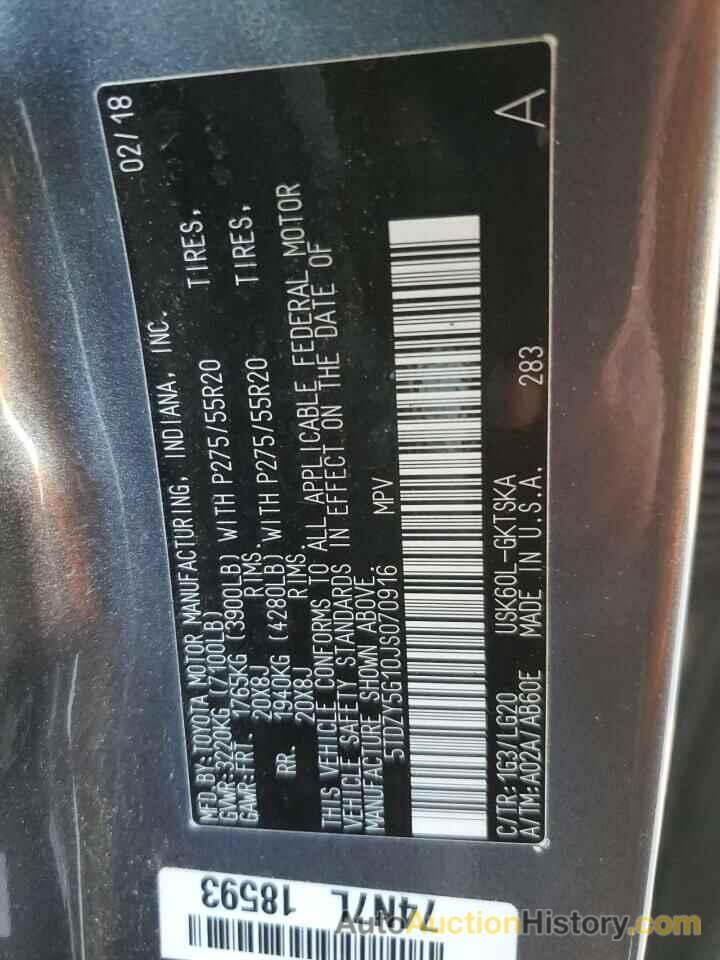 MFD BY:TOYOTA MOTOR MANUFACTURING, INDIANA, INC. 02/18
GVWR:3220KG (7,100LB)
GAWR:FRT. 1765KG (3900LB) WITH P275/55R20 TIRES,
20X8J RIMS.
RR. 1940KG (4280LB) WITH P275/55R20 TIRES,
20X8J RIMS.
THIS VEHICLE CONFORMS TO ALL APPLICABLE FEDERAL MOTOR
VEHICLE SAFETY STANDARDS IN EFFECT ON THE DATE OF
MANUFACTURE SHOWN ABOVE.
5TDZY5G10JS070916 MPV
C/TR:1G3/LG20 USK60L-GKTSKA
A/TM:A02A/AB60E MADE IN U.S.A. 283 A
18593
74N7L
AutoAuctionHistory.com